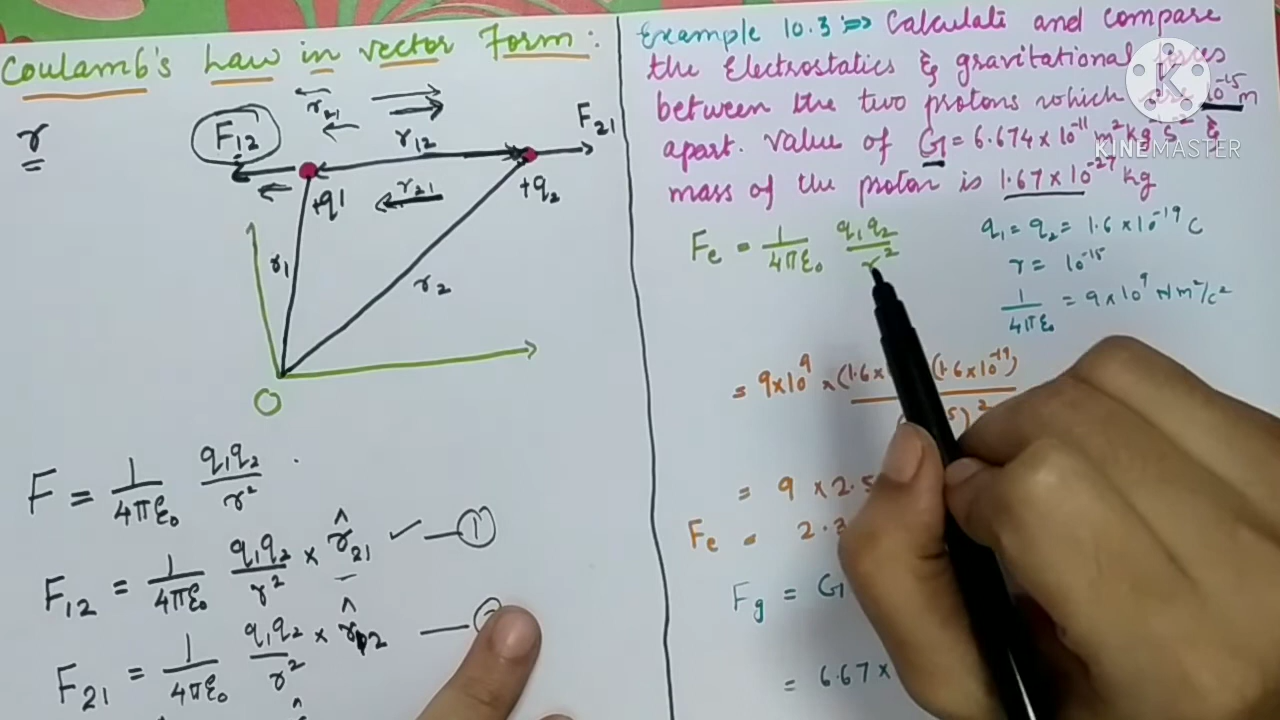 Coulamb's Law in vector Form:
r
r21
F12
r12
F21
r21
+q1
+q2
r1
r2
O
F = 1/4πε0 q1q2/r²
F12 = 1/4πε0 q1q2/r² × r̂21 ✓ — ①
F21 = 1/4πε0 q1q2/r² × r̂12 —
Example 10.3 => Calculate and compare
the Electrostatics & gravitational
between the two protons which 10⁻¹⁵ m
apart. Value of G = 6.674 × 10⁻¹¹ m² kg &
mass of the proton is 1.67 × 10⁻²⁷ kg
K
KINEMASTER
Fe = 1/4πε0 q1q2/r²
q1 = q2 = 1.6 × 10⁻¹⁹ C
r = 10⁻¹⁵
1/4πε0 = 9 × 10⁹ Nm²/c²
= 9×10⁹ × (1.6× (1.6×10⁻¹⁹)
= 9 × 2.5
Fe = 2.
Fg = G
= 6.67 ×